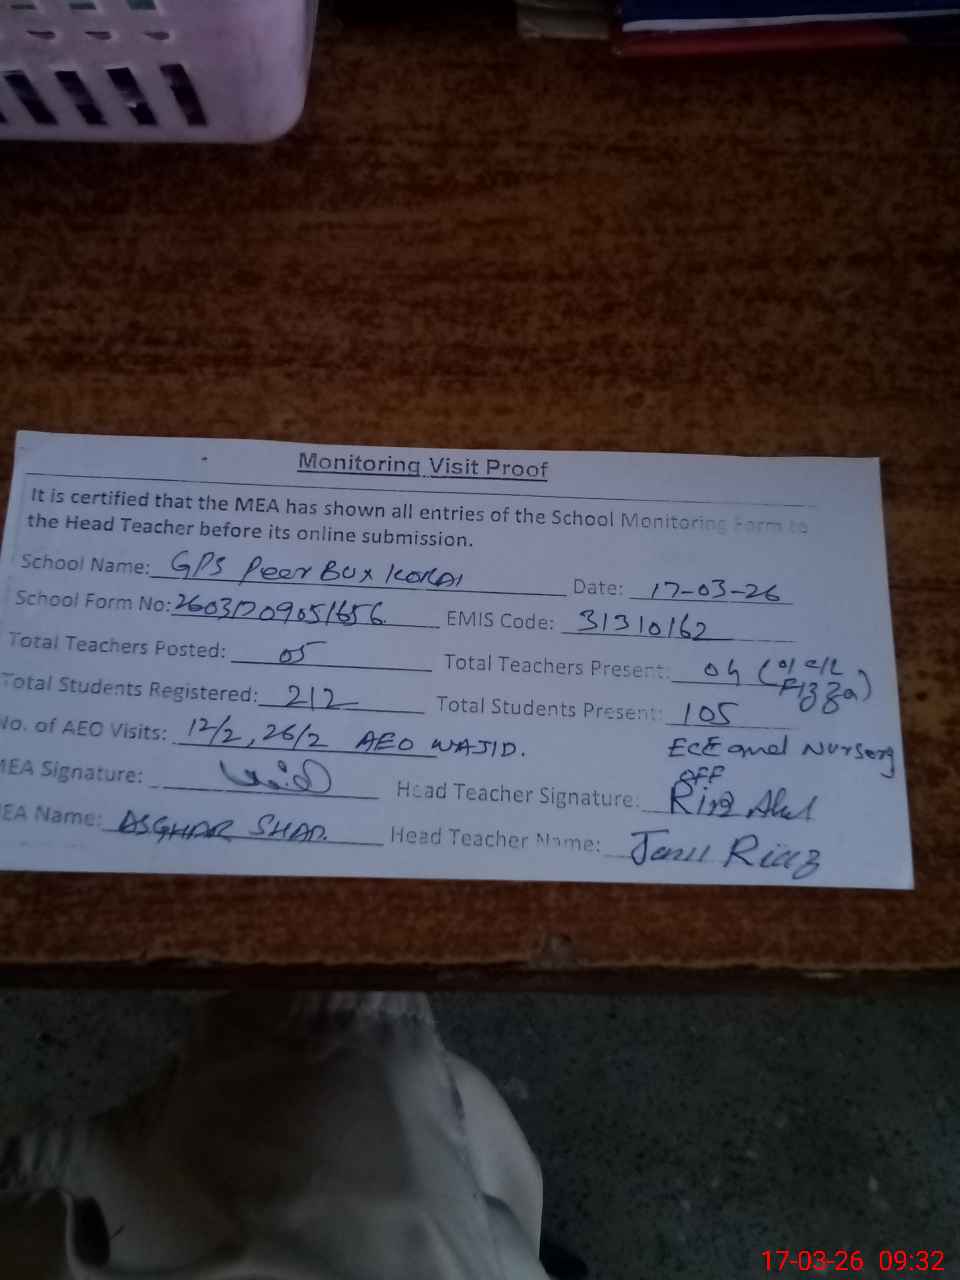 Monitoring Visit Proof
It is certified that the MEA has shown all entries of the School Monitoring Form to
the Head Teacher before its online submission.
School Name: GPS Peer Bux KORAI Date: 17-03-26
School Form No: 26031709051656 EMIS Code: 31310162
Total Teachers Posted: 05 Total Teachers Present: 04 (01 C/L Fizza)
Total Students Registered: 212 Total Students Present: 105
No. of AEO Visits: 12/2, 26/2 AEO WAJID. ECE and Nursery OFF
MEA Signature: Head Teacher Signature:
EA Name: ASGHAR SHAD. Head Teacher Name: Riaz
17-03-26 09:32